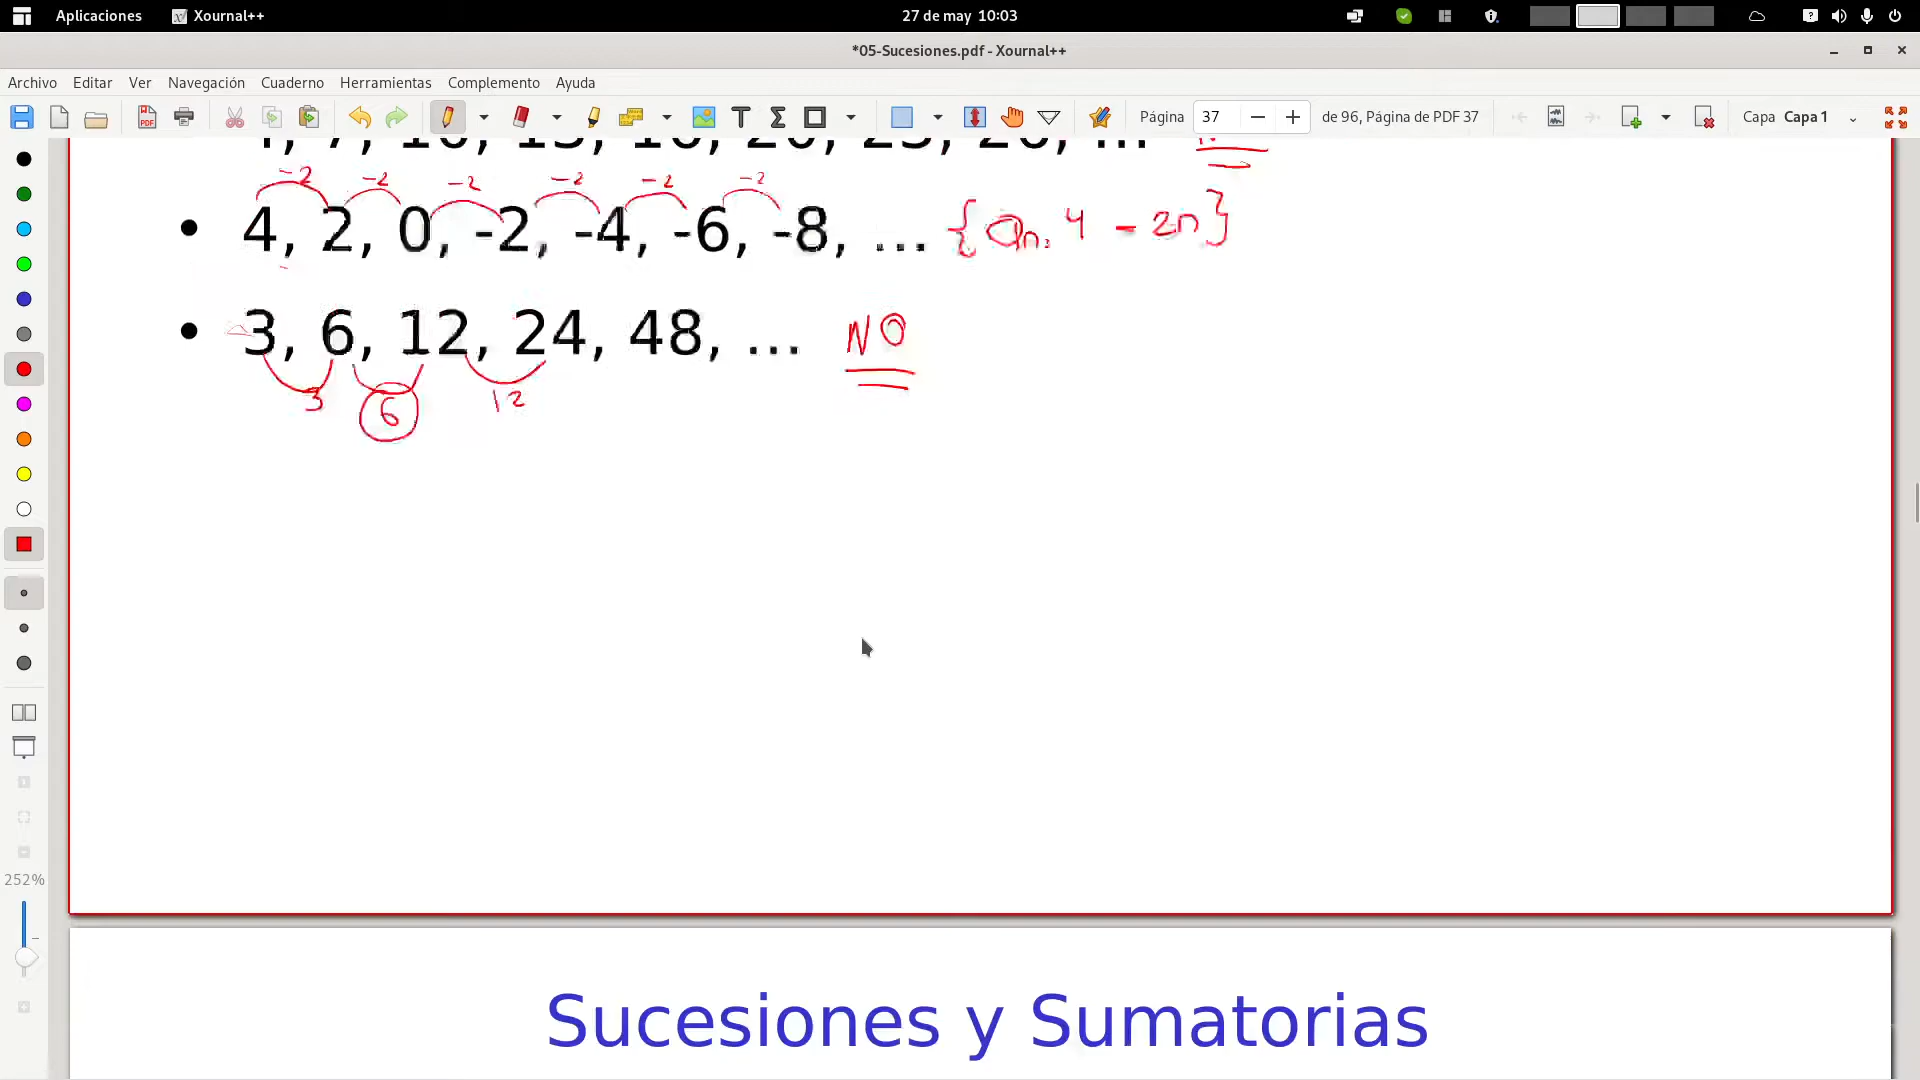 Aplicaciones Xournal++ 27 de may 10:03
*05-Sucesiones.pdf - Xournal++
Archivo Editar Ver Navegación Cuaderno Herramientas Complemento Ayuda
PDF T Σ Página 37 de 96, Página de PDF 37 Capa Capa 1
-2 -2 -2 -2 -2 -2
• 4, 2, 0, -2, -4, -6, -8, ... {an: 4 - 2n}
• 3, 6, 12, 24, 48, ... NO
3 6 12
252%
Sucesiones y Sumatorias